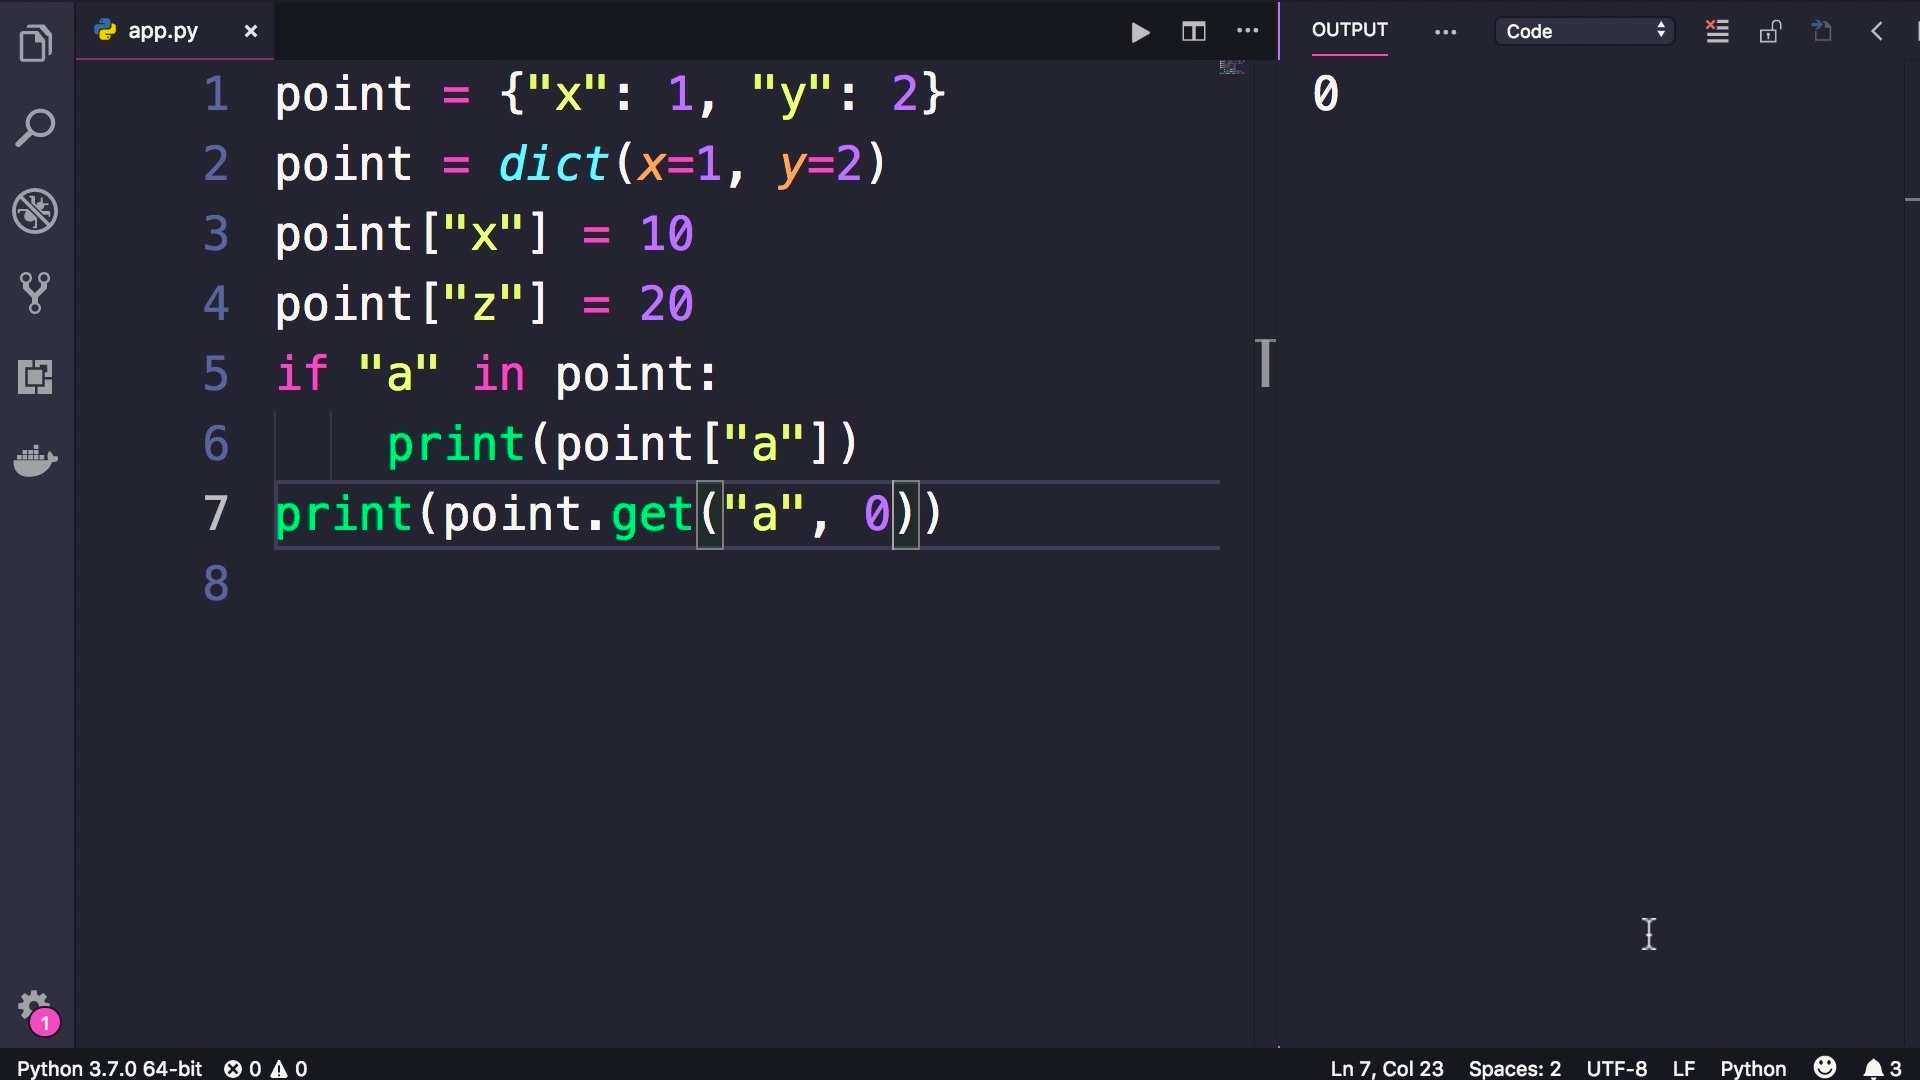 app.py
OUTPUT
Code
1 point = {"x": 1, "y": 2}
2 point = dict(x=1, y=2)
3 point["x"] = 10
4 point["z"] = 20
5 if "a" in point:
6     print(point["a"])
7 print(point.get("a", 0))
8
0
1
Python 3.7.0 64-bit 0 0 Ln 7, Col 23 Spaces: 2 UTF-8 LF Python 3